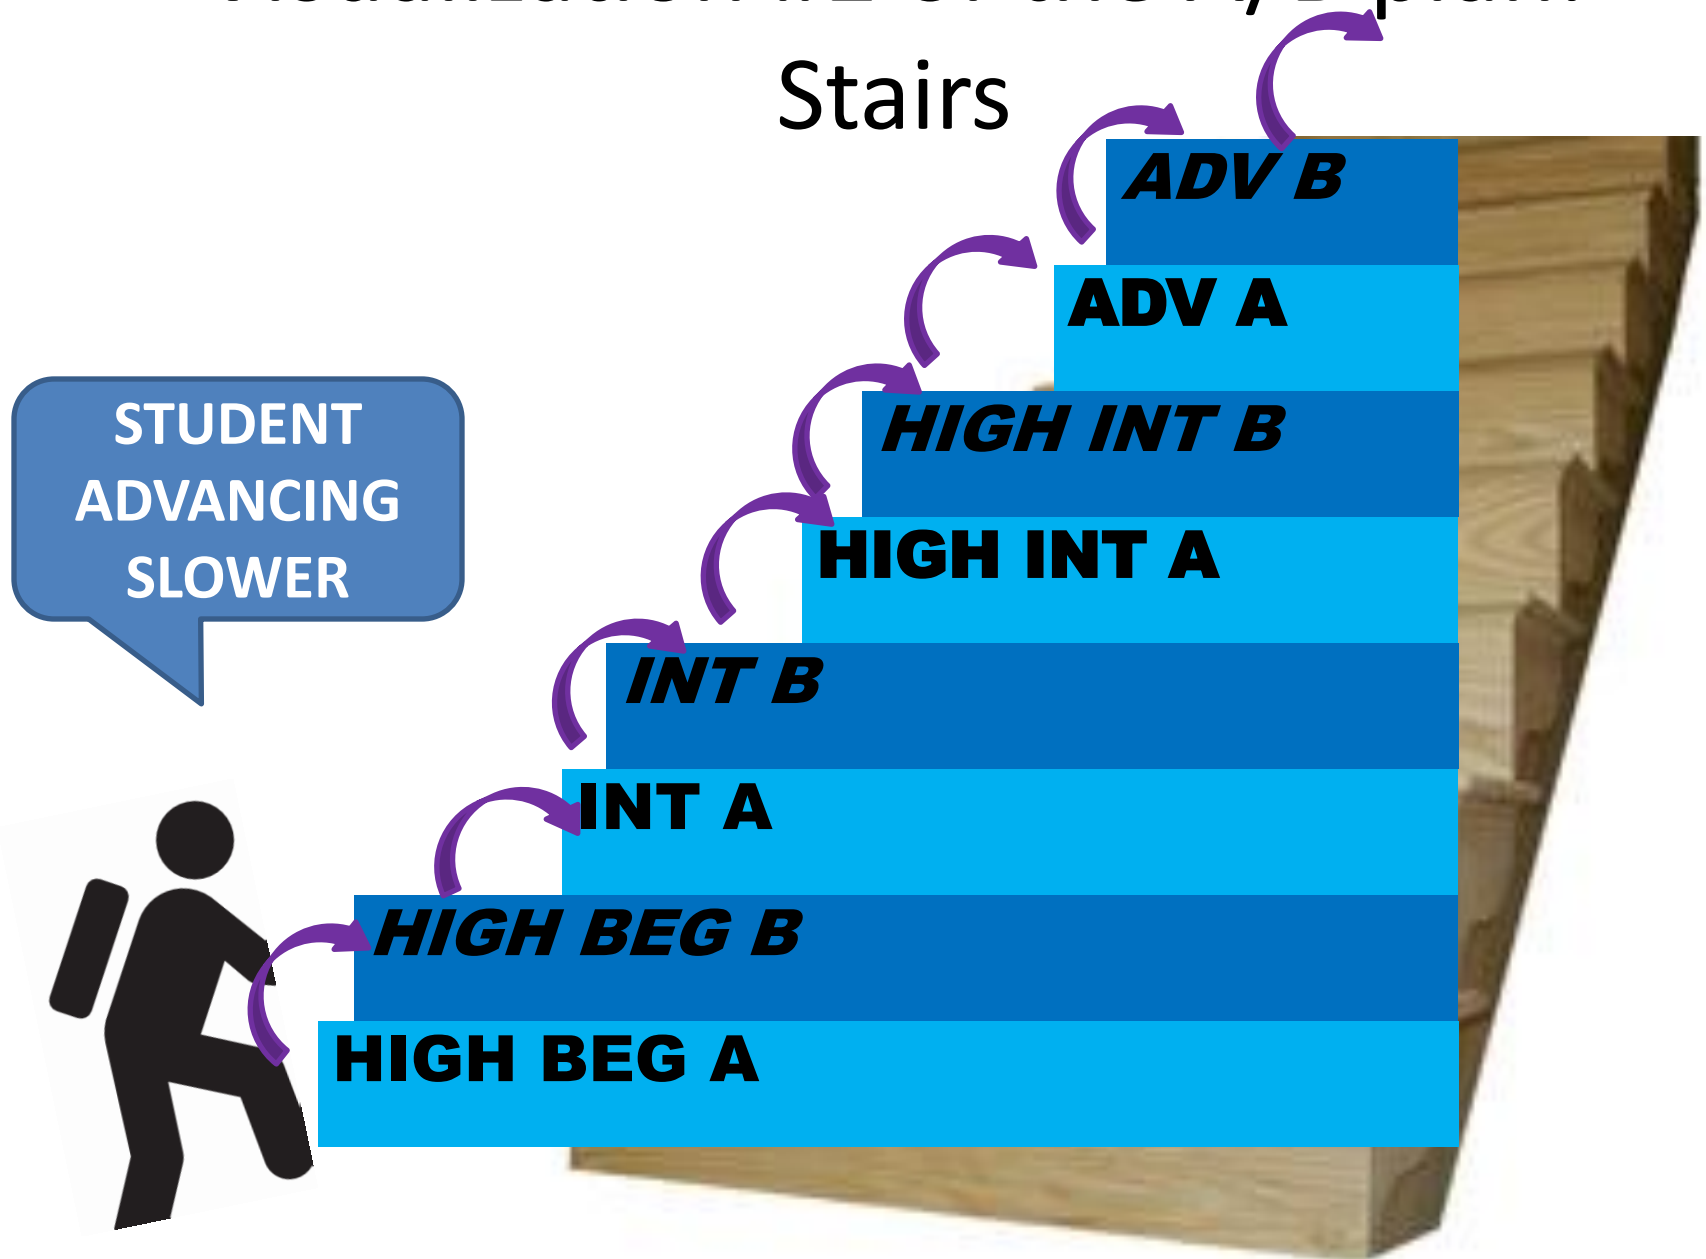 Stairs
ADV B
ADV A
HIGH INT B
HIGH INT A
INT B
INT A
HIGH BEG B
HIGH BEG A
STUDENT
ADVANCING
SLOWER